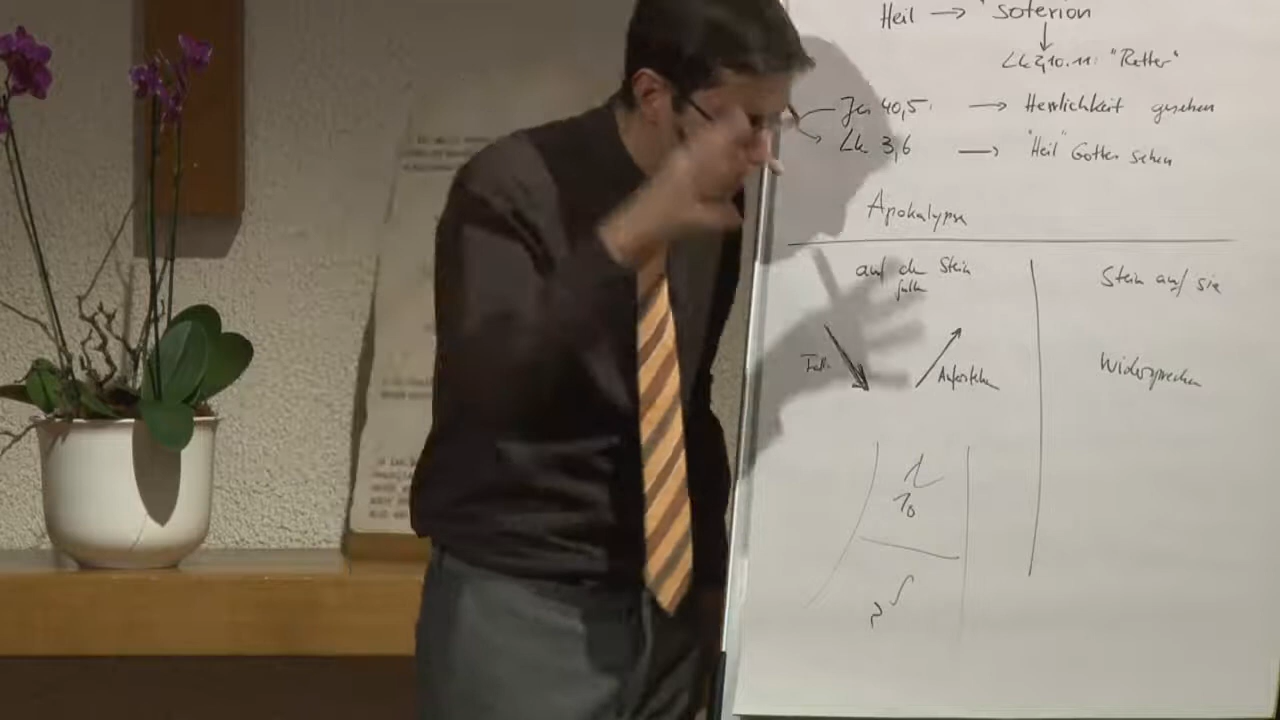 Heil → "Soterion
↓
Lk 2,10.11: "Retter"
Jes 40,5 → Herrlichkeit gesehen
Lk 3,6 → "Heil" Gottes sehen
Apokalypse
auf den Stein
fallen
Stein auf sie
Fall
Auferstehen
Widersprechen